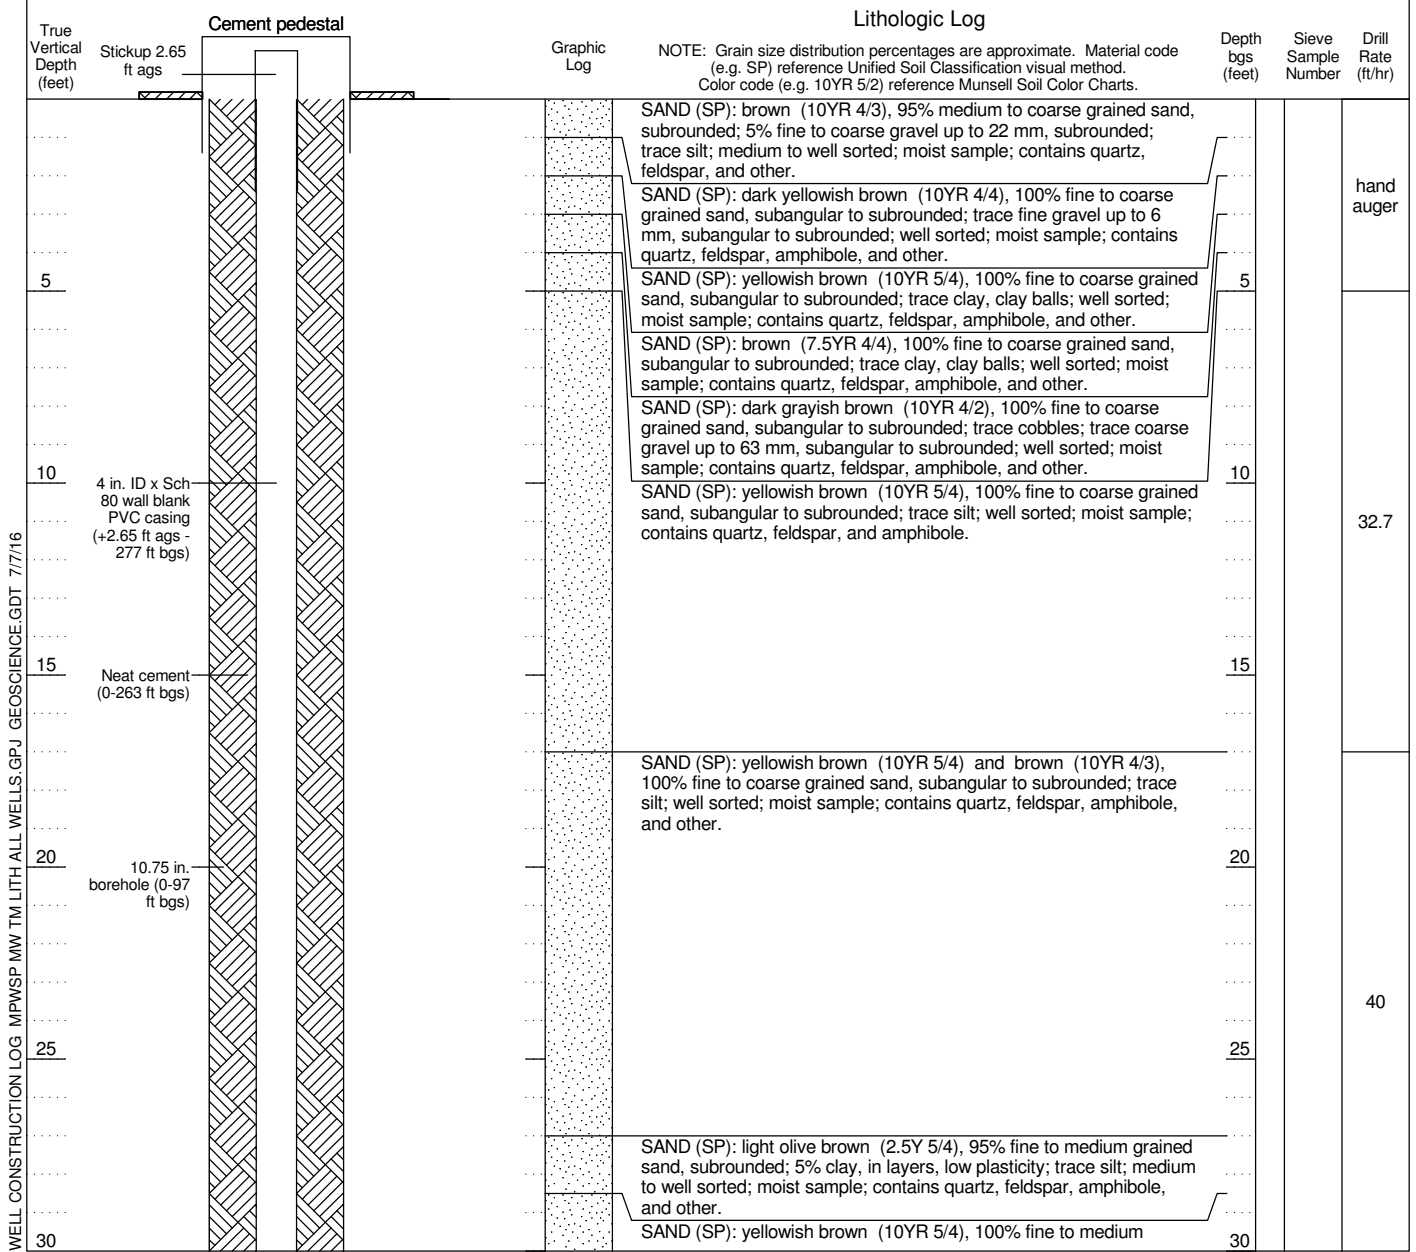 True
Vertical
Depth
(feet)
Cement pedestal
Stickup 2.65
ft ags
Graphic
Log
Lithologic Log
NOTE: Grain size distribution percentages are approximate. Material code
(e.g. SP) reference Unified Soil Classification visual method.
Color code (e.g. 10YR 5/2) reference Munsell Soil Color Charts.
Depth
bgs
(feet)
Sieve
Sample
Number
Drill
Rate
(ft/hr)
SAND (SP): brown (10YR 4/3), 95% medium to coarse grained sand,
subrounded; 5% fine to coarse gravel up to 22 mm, subrounded;
trace silt; medium to well sorted; moist sample; contains quartz,
feldspar, and other.
SAND (SP): dark yellowish brown (10YR 4/4), 100% fine to coarse
grained sand, subangular to subrounded; trace fine gravel up to 6
mm, subangular to subrounded; well sorted; moist sample; contains
quartz, feldspar, amphibole, and other.
hand
auger
5
SAND (SP): yellowish brown (10YR 5/4), 100% fine to coarse grained
sand, subangular to subrounded; trace clay, clay balls; well sorted;
moist sample; contains quartz, feldspar, amphibole, and other.
5
SAND (SP): brown (7.5YR 4/4), 100% fine to coarse grained sand,
subangular to subrounded; trace clay, clay balls; well sorted; moist
sample; contains quartz, feldspar, amphibole, and other.
SAND (SP): dark grayish brown (10YR 4/2), 100% fine to coarse
grained sand, subangular to subrounded; trace cobbles; trace coarse
gravel up to 63 mm, subangular to subrounded; well sorted; moist
sample; contains quartz, feldspar, amphibole, and other.
10
4 in. ID x Sch
80 wall blank
PVC casing
(+2.65 ft ags -
277 ft bgs)
SAND (SP): yellowish brown (10YR 5/4), 100% fine to coarse grained
sand, subangular to subrounded; trace silt; well sorted; moist sample;
contains quartz, feldspar, and amphibole.
10
32.7
15
Neat cement
(0-263 ft bgs)
15
SAND (SP): yellowish brown (10YR 5/4) and brown (10YR 4/3),
100% fine to coarse grained sand, subangular to subrounded; trace
silt; well sorted; moist sample; contains quartz, feldspar, amphibole,
and other.
20
10.75 in.
borehole (0-97
ft bgs)
20
40
25
25
SAND (SP): light olive brown (2.5Y 5/4), 95% fine to medium grained
sand, subrounded; 5% clay, in layers, low plasticity; trace silt; medium
to well sorted; moist sample; contains quartz, feldspar, amphibole,
and other.
SAND (SP): yellowish brown (10YR 5/4), 100% fine to medium
30
30
WELL CONSTRUCTION LOG MPWSP MW TM LITH ALL WELLS.GPJ GEOSCIENCE.GDT 7/7/16